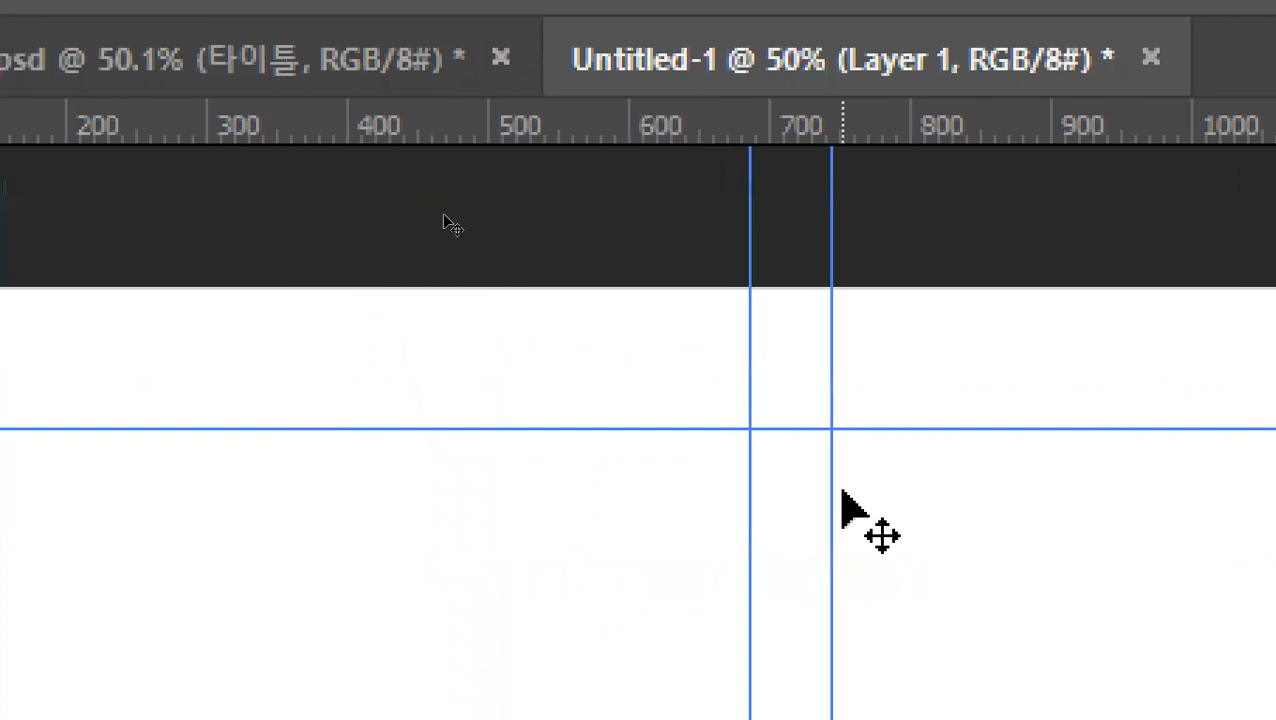 psd @ 50.1% (타이틀, RGB/8#) * ✖ Untitled-1 @ 50% (Layer 1, RGB/8#) * ✖
200 300 400 500 600 700 800 900 1000